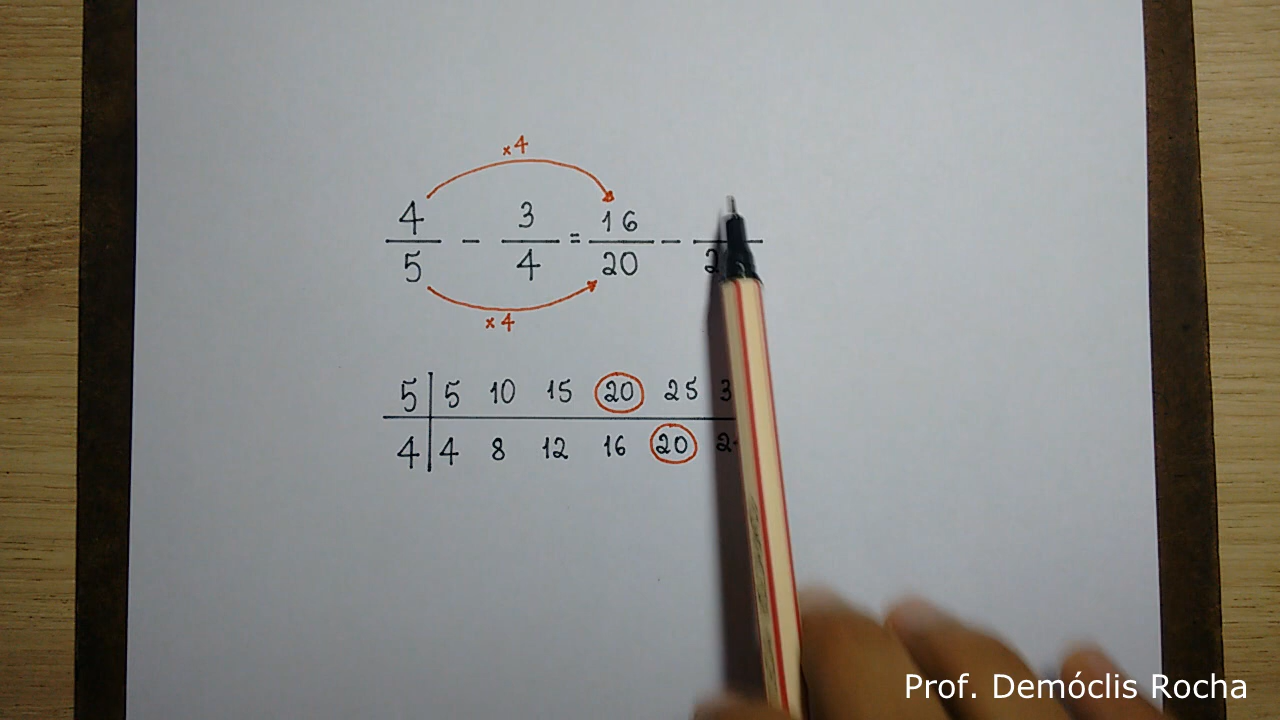 ×4
4/5 - 3/4 = 16/20 -
×4
5 | 5 10 15 20 25
4 | 4 8 12 16 20
Prof. Demóclis Rocha